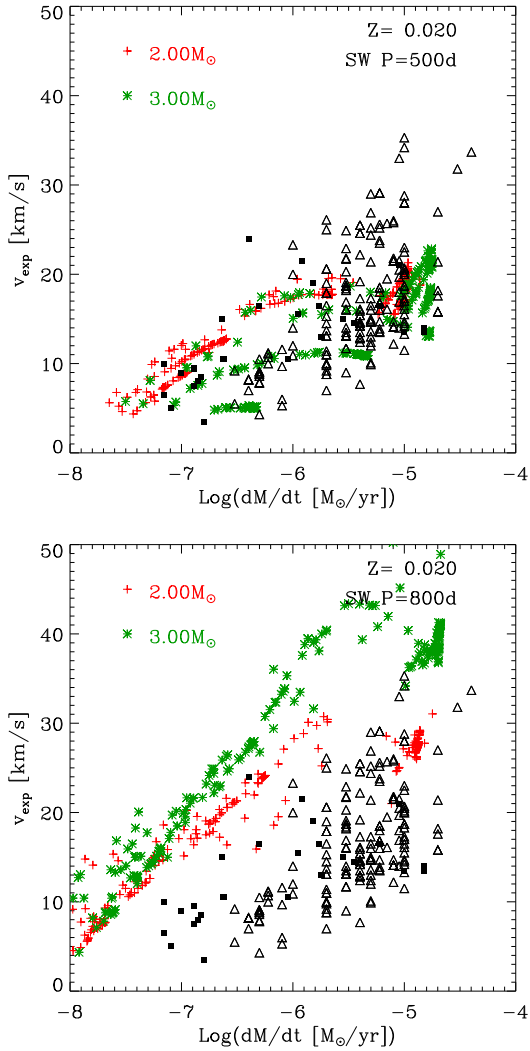 50
Z= 0.020
+ 2.00M⊙
SW P=500d
40
* 3.00M⊙
30
20
10
0
v_exp [km/s]
-8 -7 -6 -5 -4
Log(dM/dt [M⊙/yr])
50
Z= 0.020
+ 2.00M⊙
SW P=800d
40
* 3.00M⊙
30
20
10
0
v_exp [km/s]
-8 -7 -6 -5 -4
Log(dM/dt [M⊙/yr])